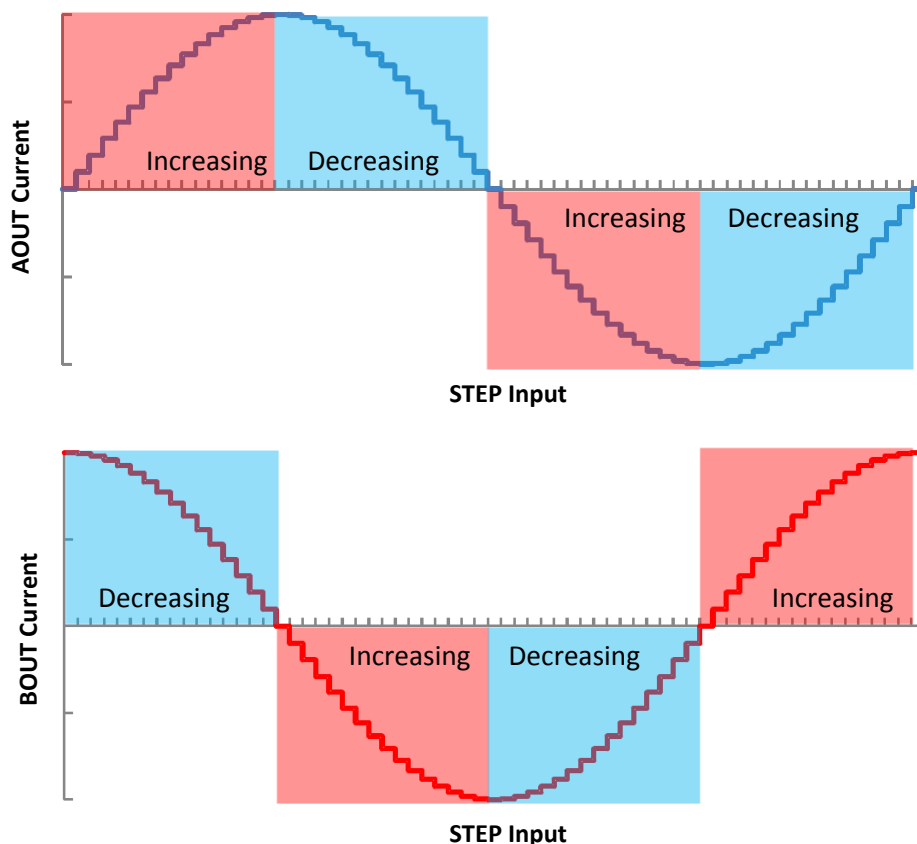 AOUT Current
Increasing
Decreasing
Increasing
Decreasing
STEP Input
BOUT Current
Decreasing
Increasing
Increasing
Decreasing
STEP Input